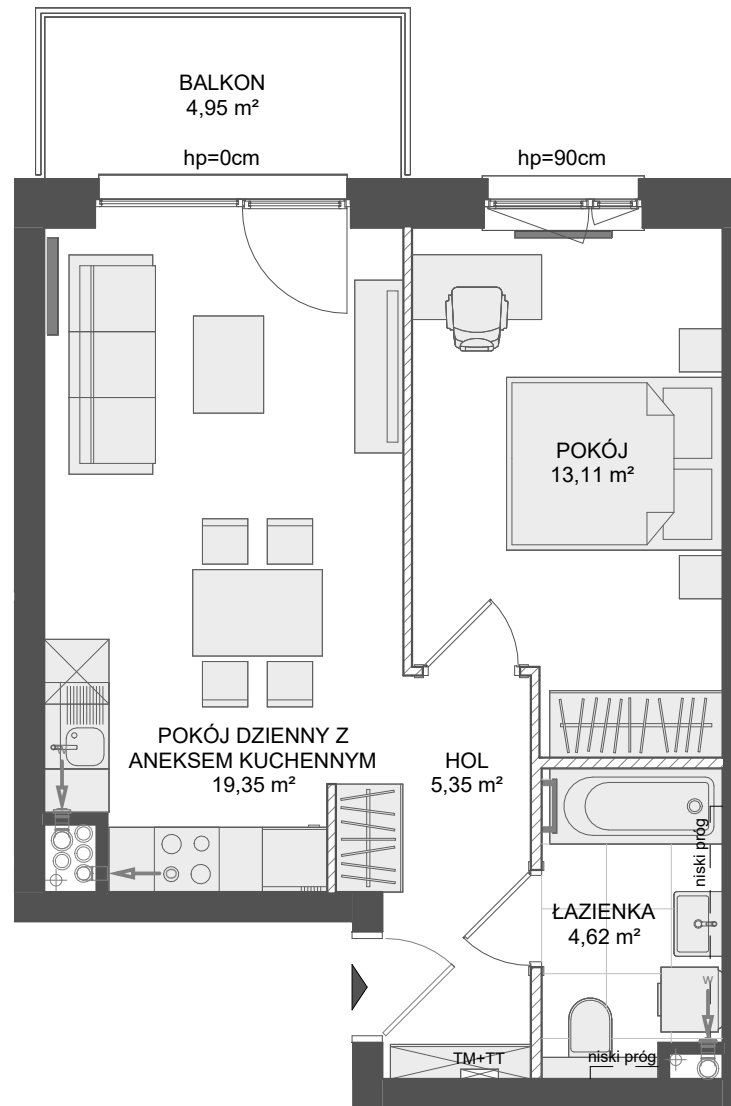 BALKON
4,95 m²
hp=0cm
hp=90cm
POKÓJ
13,11 m²
POKÓJ DZIENNY Z
ANEKSEM KUCHENNYM
19,35 m²
HOL
5,35 m²
W
niski próg
ŁAZIENKA
4,62 m²
W
TM+TT
niski próg